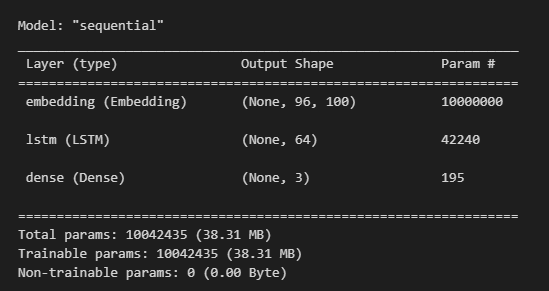 Model: "sequential"
_________________________________________________________________
Layer (type) Output Shape Param #
=================================================================
embedding (Embedding) (None, 96, 100) 10000000
lstm (LSTM) (None, 64) 42240
dense (Dense) (None, 3) 195
=================================================================
Total params: 10042435 (38.31 MB)
Trainable params: 10042435 (38.31 MB)
Non-trainable params: 0 (0.00 Byte)